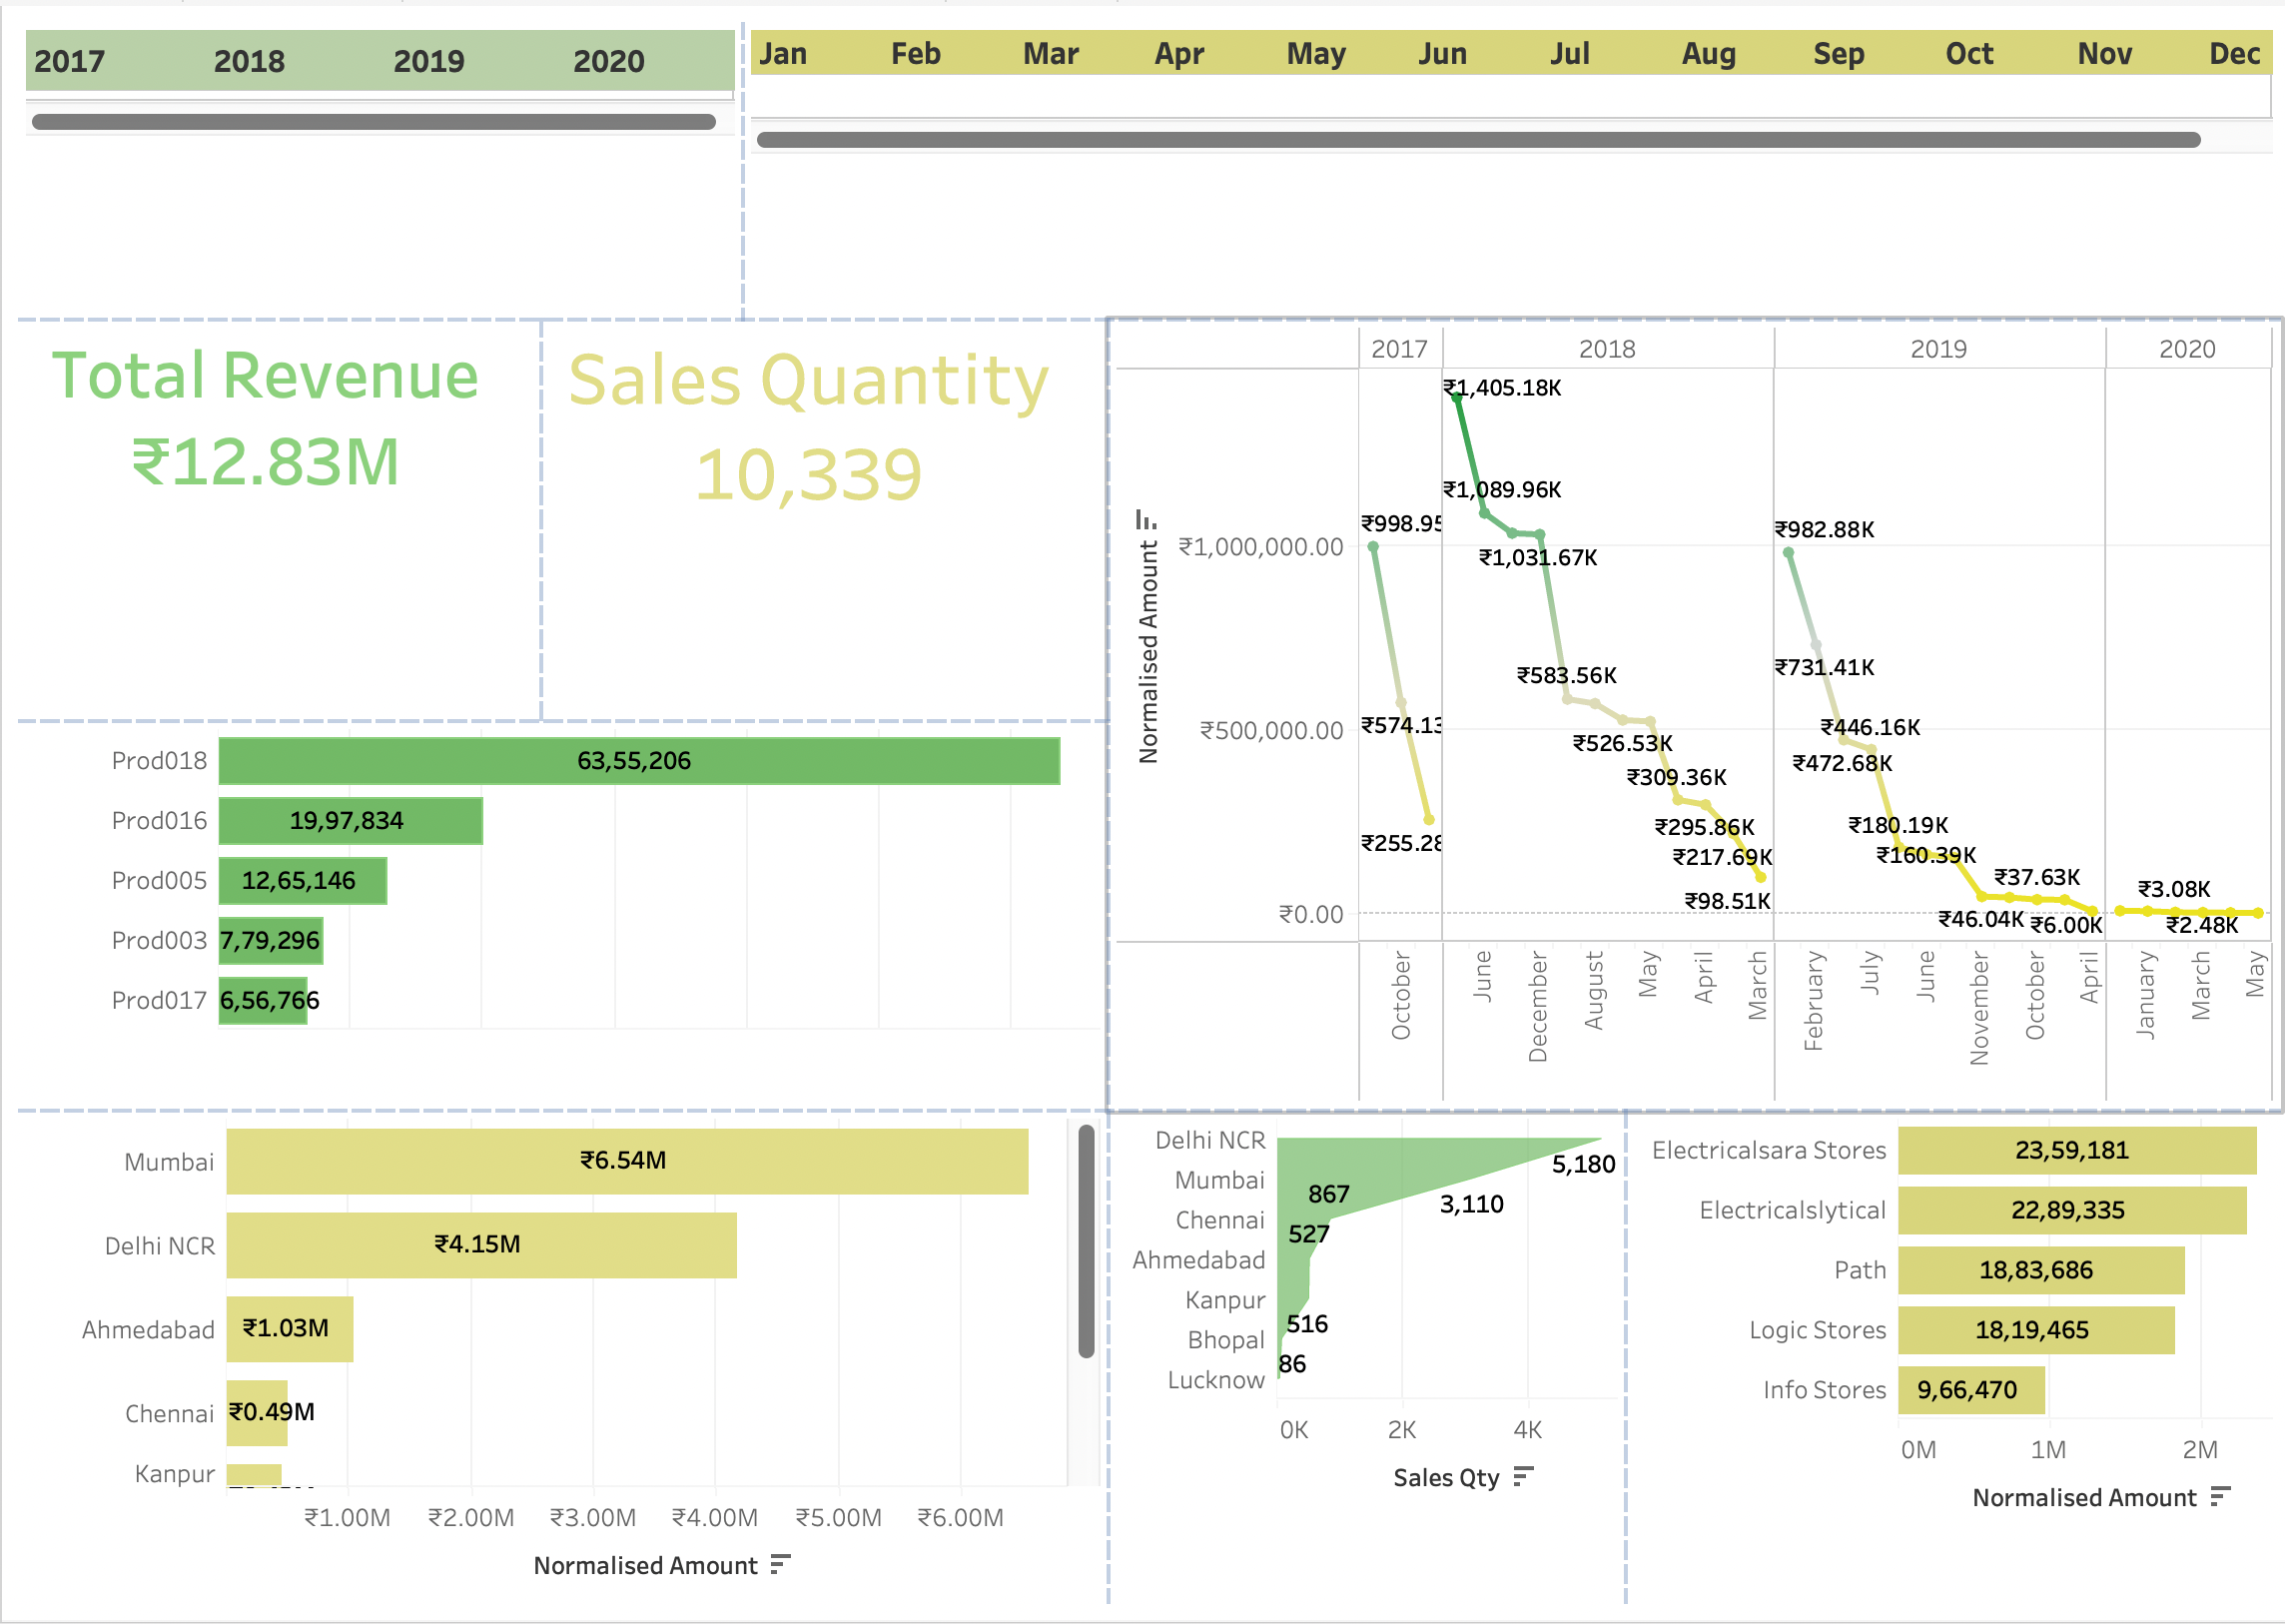 2017 2018 2019 2020
Jan Feb Mar Apr May Jun Jul Aug Sep Oct Nov Dec
Total Revenue
₹12.83M
Sales Quantity
10,339
Prod018 63,55,206
Prod016 19,97,834
Prod005 12,65,146
Prod003 7,79,296
Prod017 6,56,766
2017 2018 2019 2020
Normalised Amount
₹1,000,000.00
₹500,000.00
₹0.00
₹998.95
₹574.13
₹255.28
₹1,405.18K
₹1,089.96K
₹1,031.67K
₹583.56K
₹526.53K
₹309.36K
₹295.86K
₹217.69K
₹98.51K
₹982.88K
₹731.41K
₹446.16K
₹472.68K
₹180.19K
₹160.39K
₹37.63K
₹46.04K
₹6.00K
₹3.08K
₹2.48K
October June December August May April March February July June November October April January March May
Mumbai ₹6.54M
Delhi NCR ₹4.15M
Ahmedabad ₹1.03M
Chennai ₹0.49M
Kanpur
₹1.00M ₹2.00M ₹3.00M ₹4.00M ₹5.00M ₹6.00M
Normalised Amount
Delhi NCR
5,180
Mumbai
867
3,110
Chennai
527
Ahmedabad
Kanpur
516
Bhopal
86
Lucknow
0K 2K 4K
Sales Qty
Electricalsara Stores 23,59,181
Electricalslytical 22,89,335
Path 18,83,686
Logic Stores 18,19,465
Info Stores 9,66,470
0M 1M 2M
Normalised Amount